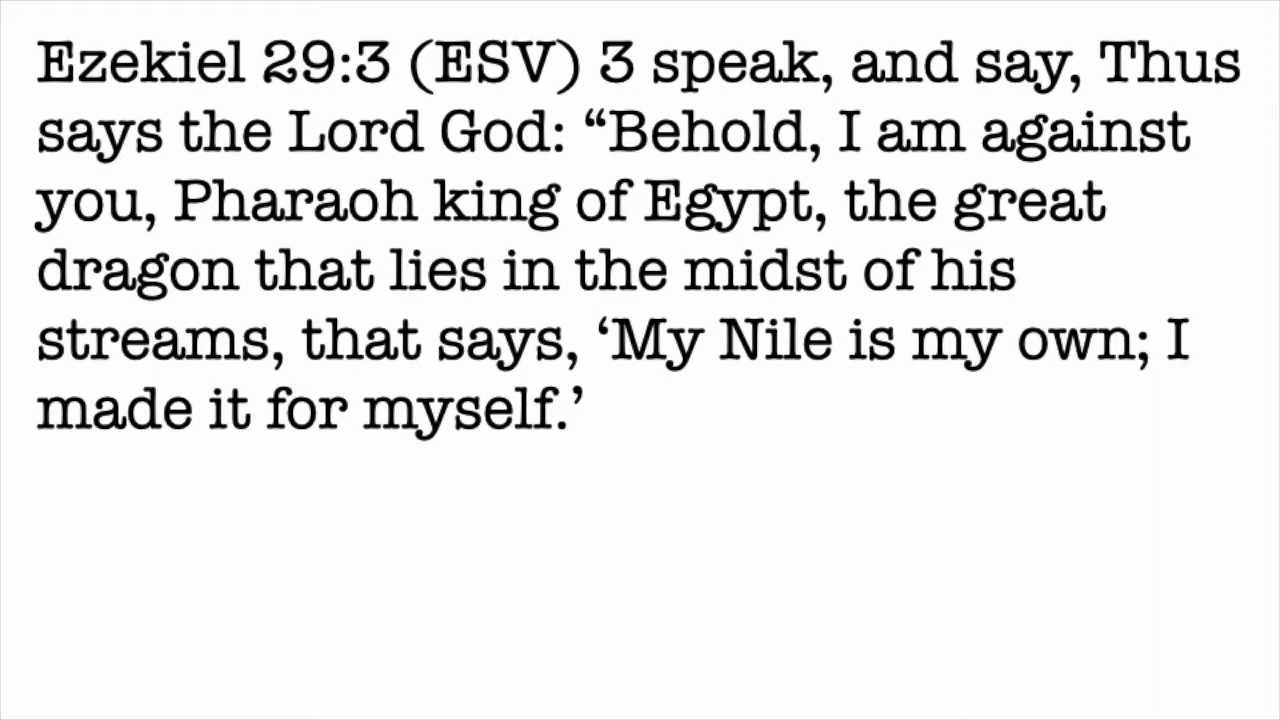 Ezekiel 29:3 (ESV) 3 speak, and say, Thus
says the Lord God: “Behold, I am against
you, Pharaoh king of Egypt, the great
dragon that lies in the midst of his
streams, that says, ‘My Nile is my own; I
made it for myself.’